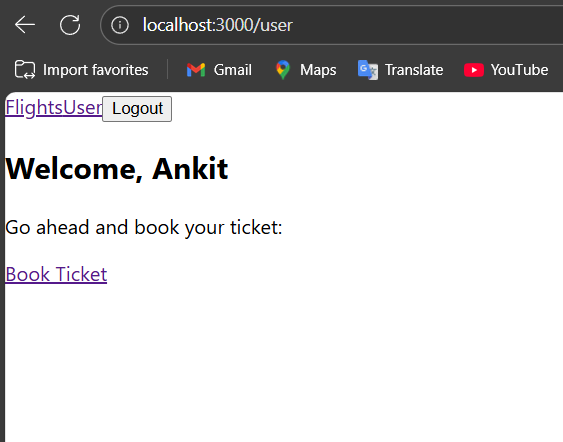 localhost:3000/user
Import favorites Gmail Maps Translate YouTube
FlightsUser Logout
Welcome, Ankit
Go ahead and book your ticket:
Book Ticket